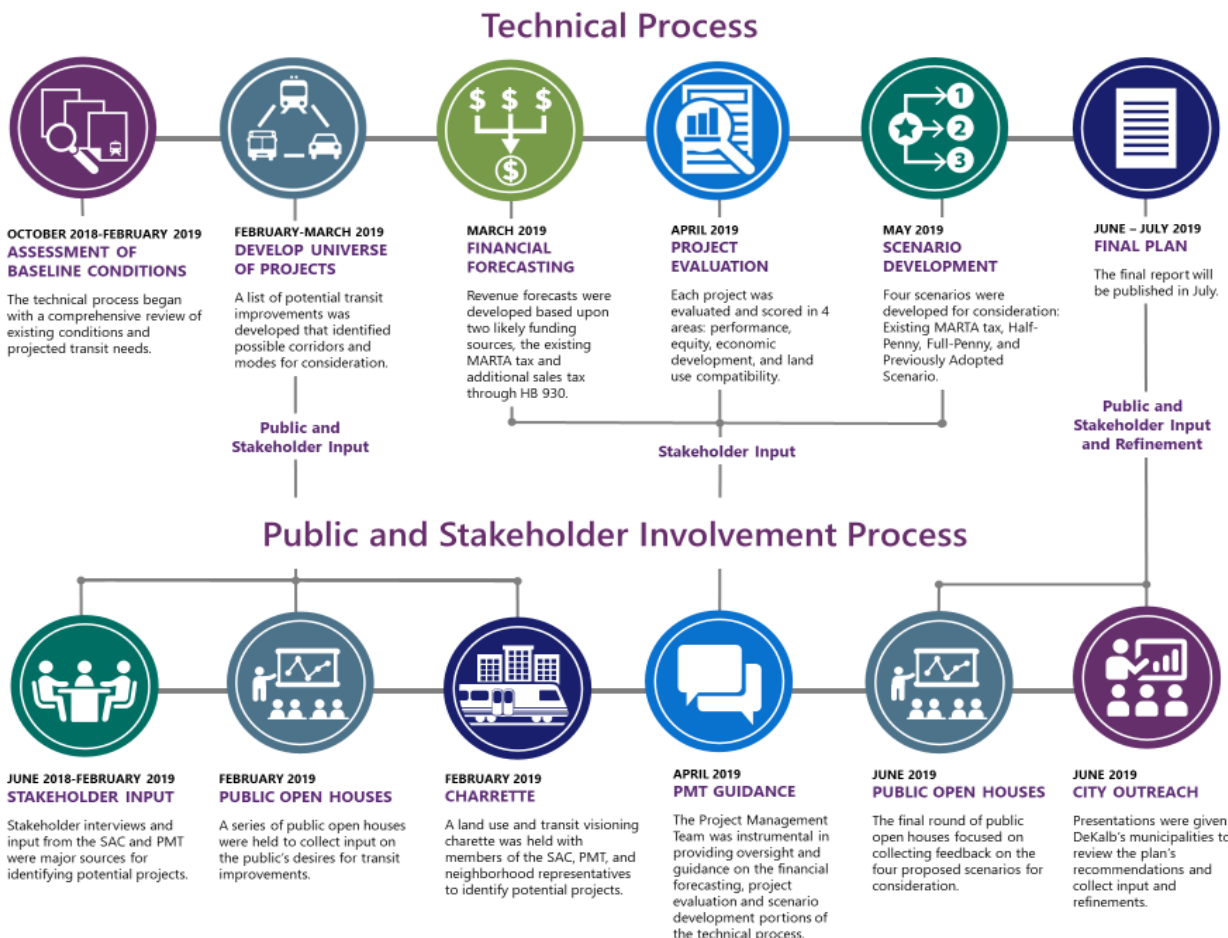 Technical Process
$ $ $
$
1
2
3
OCTOBER 2018-FEBRUARY 2019
ASSESSMENT OF
BASELINE CONDITIONS
The technical process began
with a comprehensive review of
existing conditions and
projected transit needs.
FEBRUARY-MARCH 2019
DEVELOP UNIVERSE
OF PROJECTS
A list of potential transit
improvements was
developed that identified
possible corridors and
modes for consideration.
MARCH 2019
FINANCIAL
FORECASTING
Revenue forecasts were
developed based upon
two likely funding
sources, the existing
MARTA tax and
additional sales tax
through HB 930.
APRIL 2019
PROJECT
EVALUATION
Each project was
evaluated and scored in 4
areas: performance,
equity, economic
development, and land
use compatibility.
MAY 2019
SCENARIO
DEVELOPMENT
Four scenarios were
developed for consideration:
Existing MARTA tax, Half-
Penny, Full-Penny, and
Previously Adopted
Scenario.
JUNE – JULY 2019
FINAL PLAN
The final report will
be published in July.
Public and
Stakeholder Input
Stakeholder Input
Public and
Stakeholder Input
and Refinement
Public and Stakeholder Involvement Process
JUNE 2018-FEBRUARY 2019
STAKEHOLDER INPUT
Stakeholder interviews and
input from the SAC and PMT
were major sources for
identifying potential projects.
FEBRUARY 2019
PUBLIC OPEN HOUSES
A series of public open houses
were held to collect input on
the public's desires for transit
improvements.
FEBRUARY 2019
CHARRETTE
A land use and transit visioning
charette was held with
members of the SAC, PMT, and
neighborhood representatives
to identify potential projects.
APRIL 2019
PMT GUIDANCE
The Project Management
Team was instrumental in
providing oversight and
guidance on the financial
forecasting, project
evaluation and scenario
development portions of
the technical process.
JUNE 2019
PUBLIC OPEN HOUSES
The final round of public
open houses focused on
collecting feedback on the
four proposed scenarios for
consideration.
JUNE 2019
CITY OUTREACH
Presentations were given
DeKalb's municipalities to
review the plan's
recommendations and
collect input and
refinements.